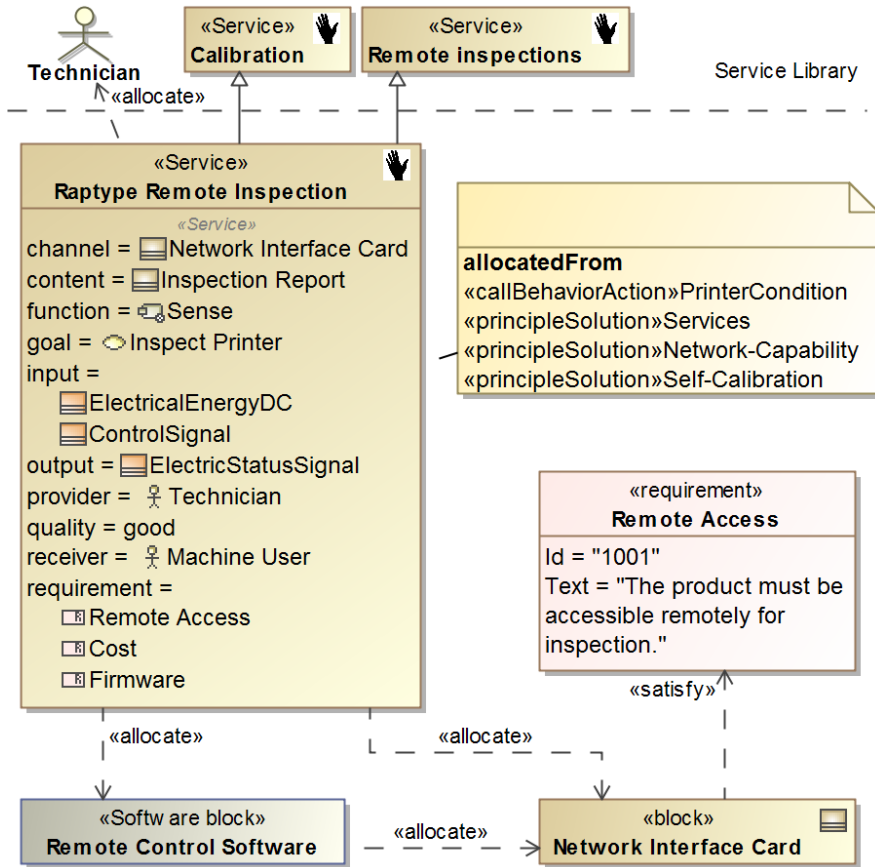 «Service»
Calibration
«Service»
Remote inspections
Technician
Service Library
«allocate»
«Service»
Raptype Remote Inspection
«Service»
channel = Network Interface Card
content = Inspection Report
function = Sense
goal = Inspect Printer
input =
ElectricalEnergyDC
ControlSignal
output = ElectricStatusSignal
provider = Technician
quality = good
receiver = Machine User
requirement =
Remote Access
Cost
Firmware
allocatedFrom
«callBehaviorAction»PrinterCondition
«principleSolution»Services
«principleSolution»Network-Capability
«principleSolution»Self-Calibration
«requirement»
Remote Access
Id = "1001"
Text = "The product must be
accessible remotely for
inspection."
«satisfy»
«allocate»
«allocate»
«Software block»
Remote Control Software
«allocate»
«block»
Network Interface Card